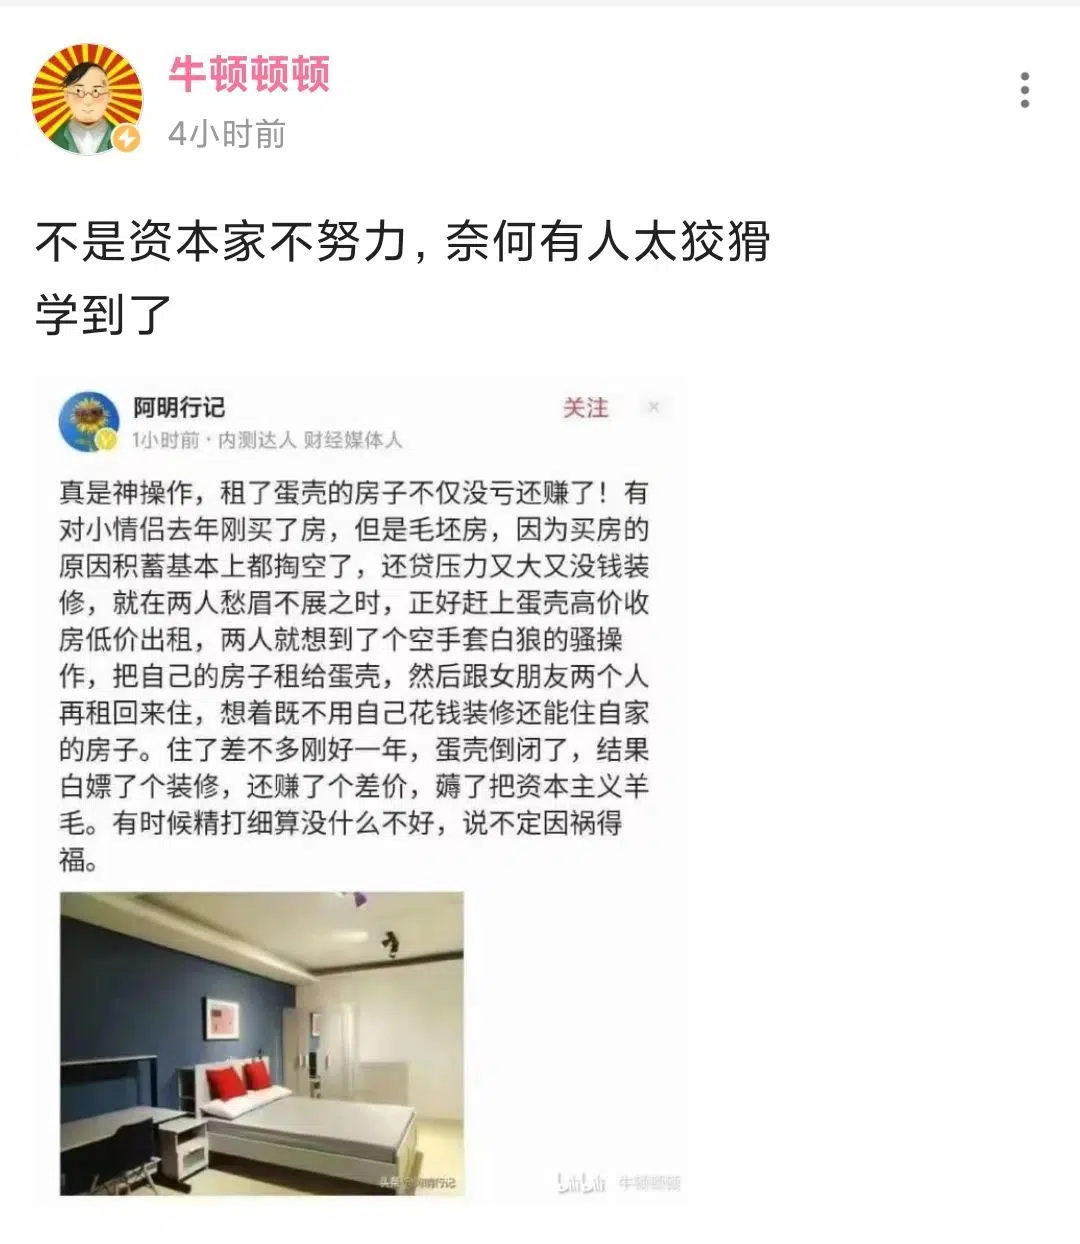 牛顿顿顿
4小时前
不是资本家不努力，奈何有人太狡猾
学到了
阿明行记
关注
1小时前·内测达人 财经媒体人
真是神操作，租了蛋壳的房子不仅没亏还赚了！有
对小情侣去年刚买了房，但是毛坯房，因为买房的
原因积蓄基本上都掏空了，还贷压力又大又没钱装
修，就在两人愁眉不展之时，正好赶上蛋壳高价收
房低价出租，两人就想到了个空手套白狼的骚操
作，把自己的房子租给蛋壳，然后跟女朋友两个人
再租回来住，想着既不用自己花钱装修还能住自家
的房子。住了差不多刚好一年，蛋壳倒闭了，结果
白嫖了个装修，还赚了个差价，薅了把资本主义羊
毛。有时候精打细算没什么不好，说不定因祸得
福。
bilibili 牛顿顿顿